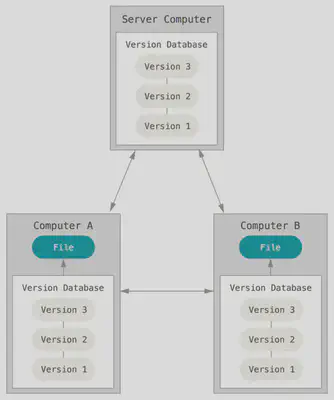 Server Computer
Version Database
Version 3
Version 2
Version 1
Computer A
File
Version Database
Version 3
Version 2
Version 1
Computer B
File
Version Database
Version 3
Version 2
Version 1